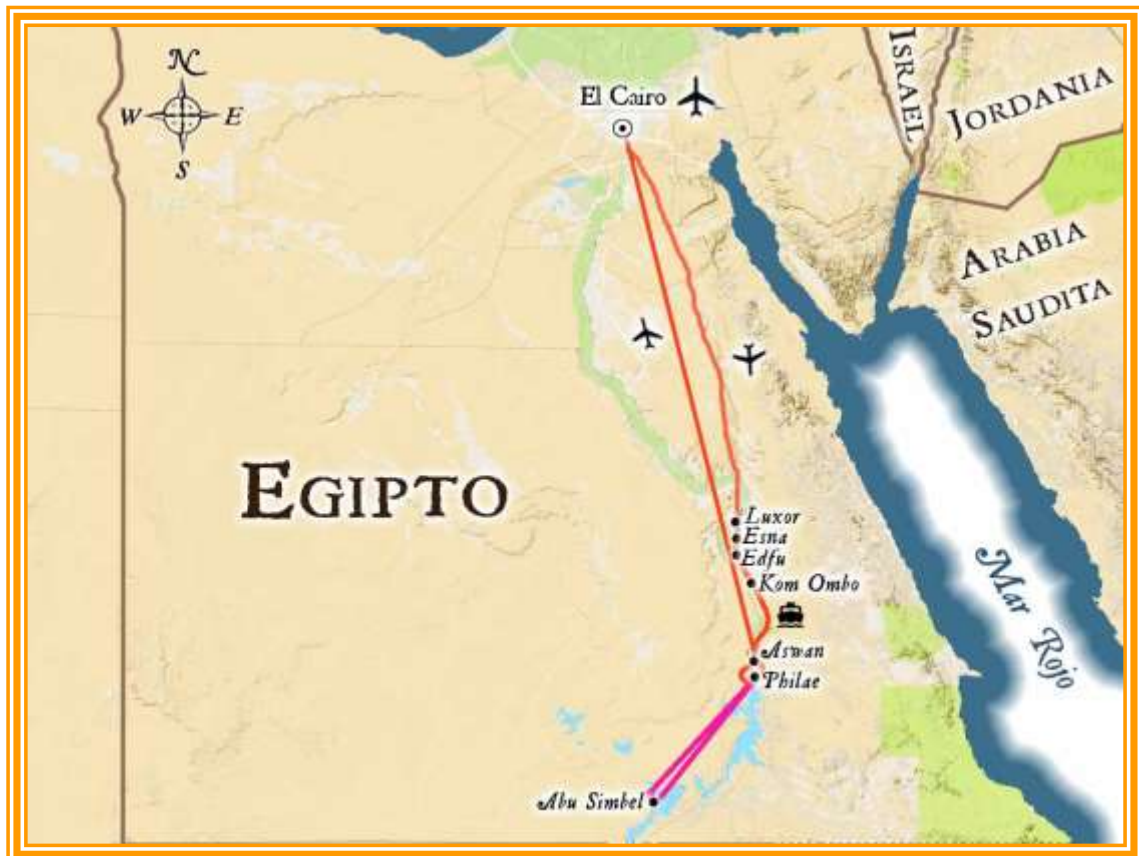 N
W E
S
El Cairo
ISRAEL
JORDANIA
ARABIA
SAUDITA
EGIPTO
Luxor
Esna
Edfu
Kom Ombo
Aswan
Philae
Abu Simbel
Mar Rojo